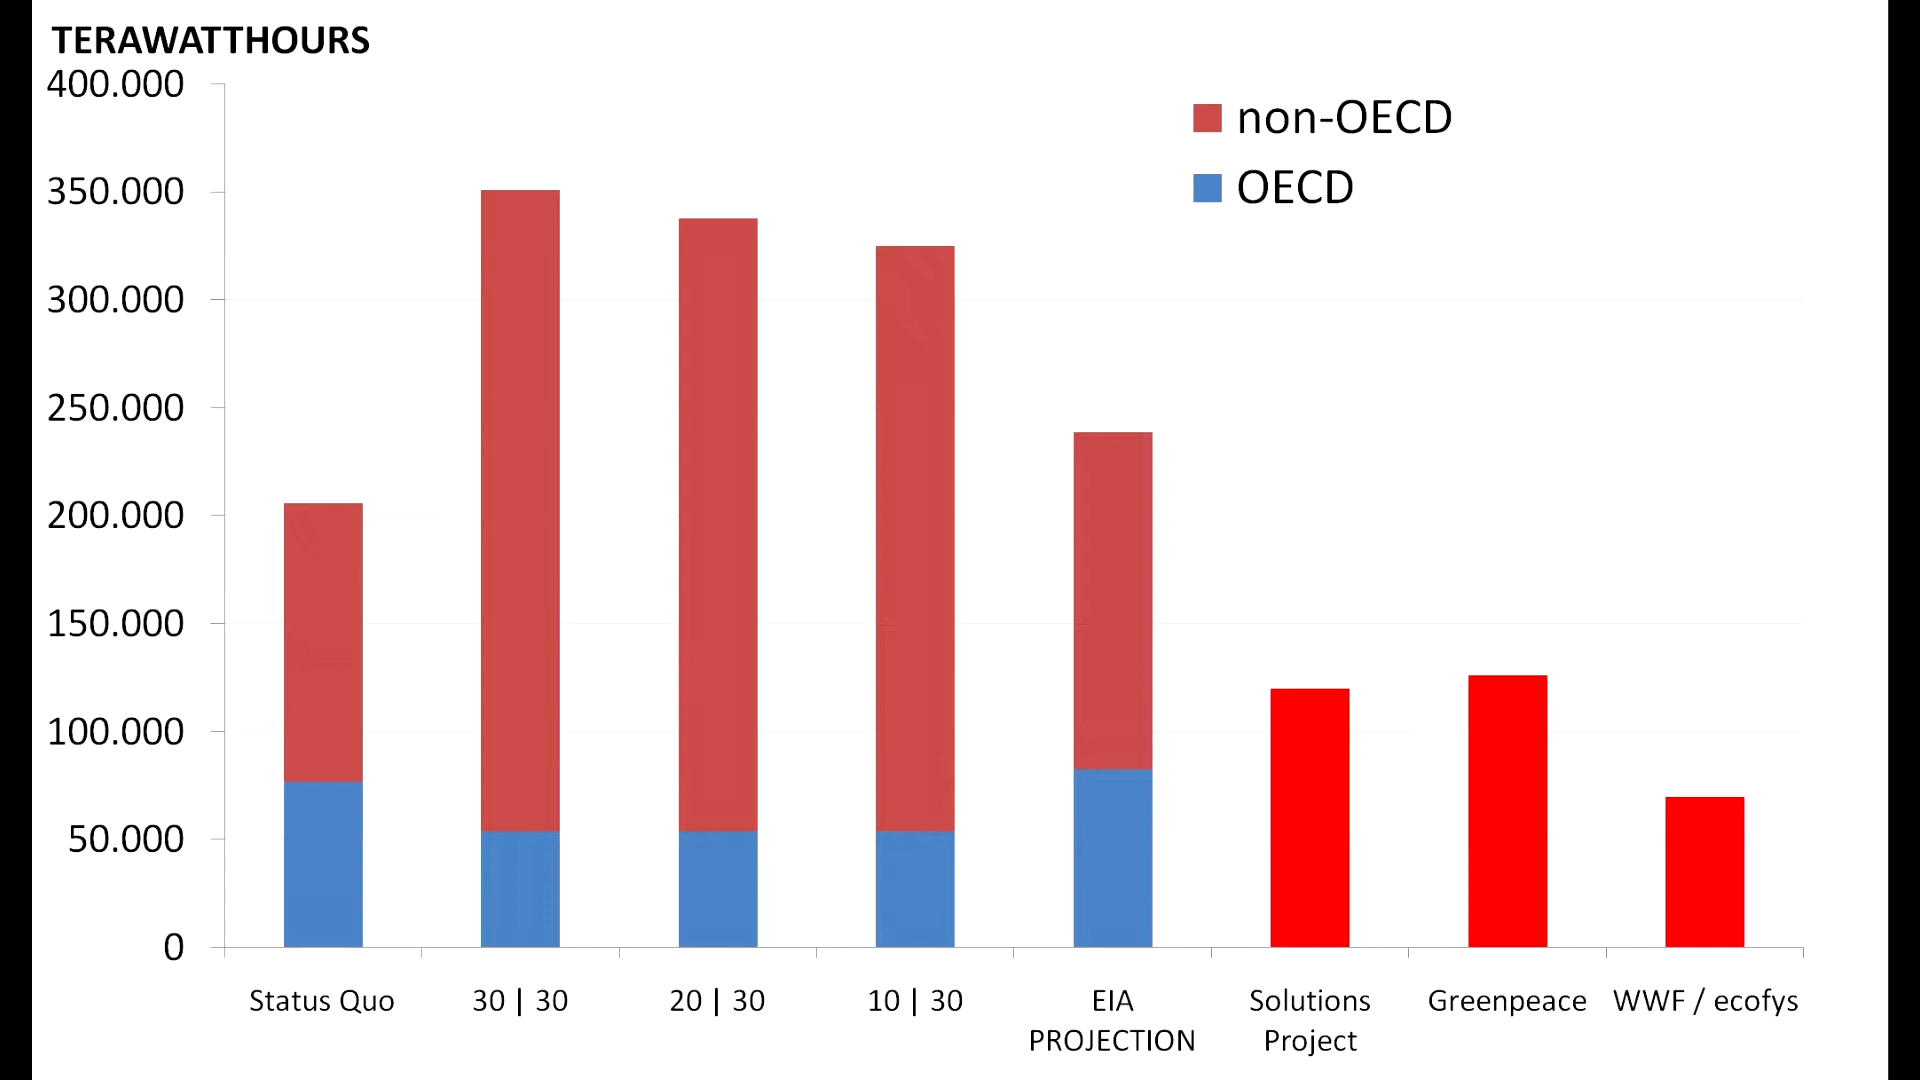 TERAWATTHOURS
400.000
350.000
300.000
250.000
200.000
150.000
100.000
50.000
0
non-OECD
OECD
Status Quo
30 | 30
20 | 30
10 | 30
EIA
PROJECTION
Solutions
Project
Greenpeace
WWF / ecofys